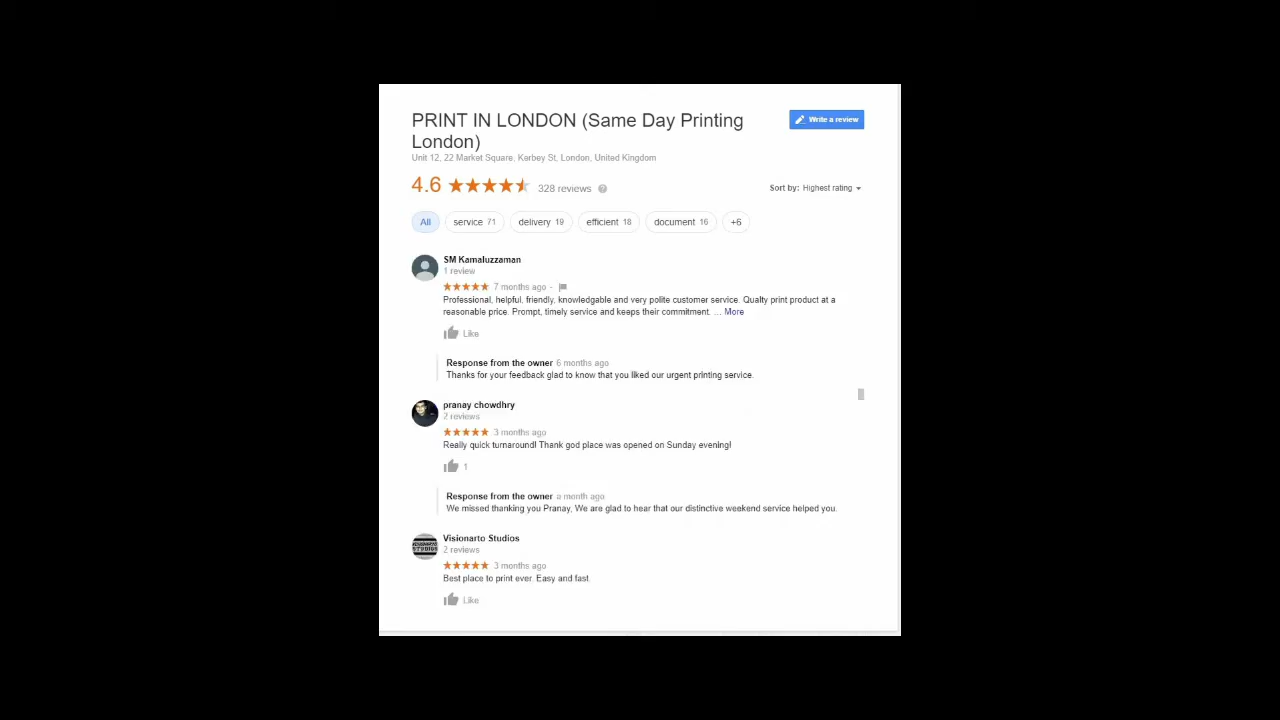 PRINT IN LONDON (Same Day Printing
London)
Write a review
Unit 12, 22 Market Square, Kerbey St, London, United Kingdom
4.6 328 reviews
Sort by: Highest rating
All service 71 delivery 19 efficient 18 document 16 +6
SM Kamaluzzaman
1 review
7 months ago -
Professional, helpful, friendly, knowledgable and very polite customer service. Qualty print product at a
reasonable price. Prompt, timely service and keeps their commitment. ... More
Like
Response from the owner 6 months ago
Thanks for your feedback glad to know that you liked our urgent printing service.
pranay chowdhry
2 reviews
3 months ago
Really quick turnaround! Thank god place was opened on Sunday evening!
1
Response from the owner a month ago
We missed thanking you Pranay, We are glad to hear that our distinctive weekend service helped you.
VISIONARTO
STUDIOS
Visionarto Studios
2 reviews
3 months ago
Best place to print ever. Easy and fast
Like